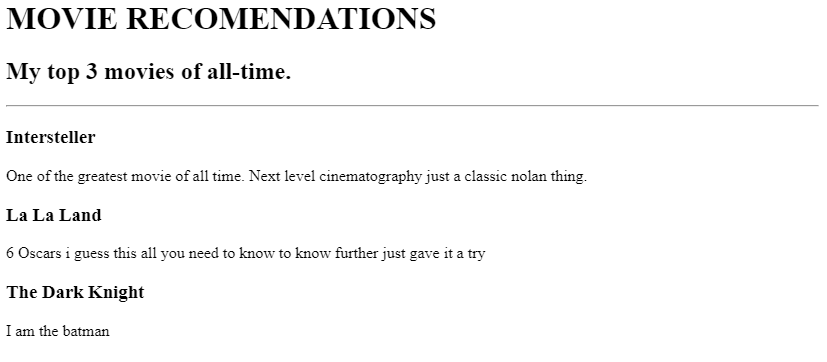 MOVIE RECOMENDATIONS
My top 3 movies of all-time.
Intersteller
One of the greatest movie of all time. Next level cinematography just a classic nolan thing.
La La Land
6 Oscars i guess this all you need to know to know further just gave it a try
The Dark Knight
I am the batman